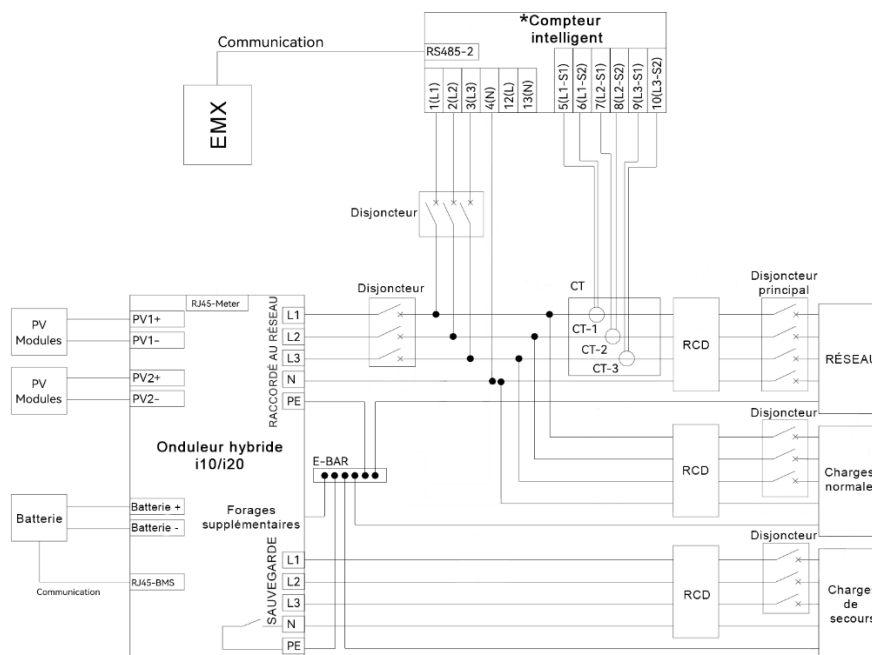 *Compteur
intelligent
Communication
RS485-2
EMX
1(L1)
2(L2)
3(L3)
4(N)
12(L)
13(N)
5(L1-S1)
6(L1-S2)
7(L2-S1)
8(L2-S2)
9(L3-S1)
10(L3-S2)
Disjoncteur
Disjoncteur
CT
Disjoncteur
principal
RJ45-Meter
RACCORDÉ AU RÉSEAU
L1
L2
L3
N
PE
PV
Modules
PV1+
PV1-
PV
Modules
PV2+
PV2-
CT-1
CT-2
CT-3
RCD
RÉSEAU
Onduleur hybride
i10/i20
E-BAR
Disjoncteur
RCD
Charges
normale
Batterie
Batterie +
Batterie -
Forages
supplémentaires
Communication
RJ45-BMS
SAUVEGARDE
L1
L2
L3
N
PE
Disjoncteur
RCD
Charges
de
secours